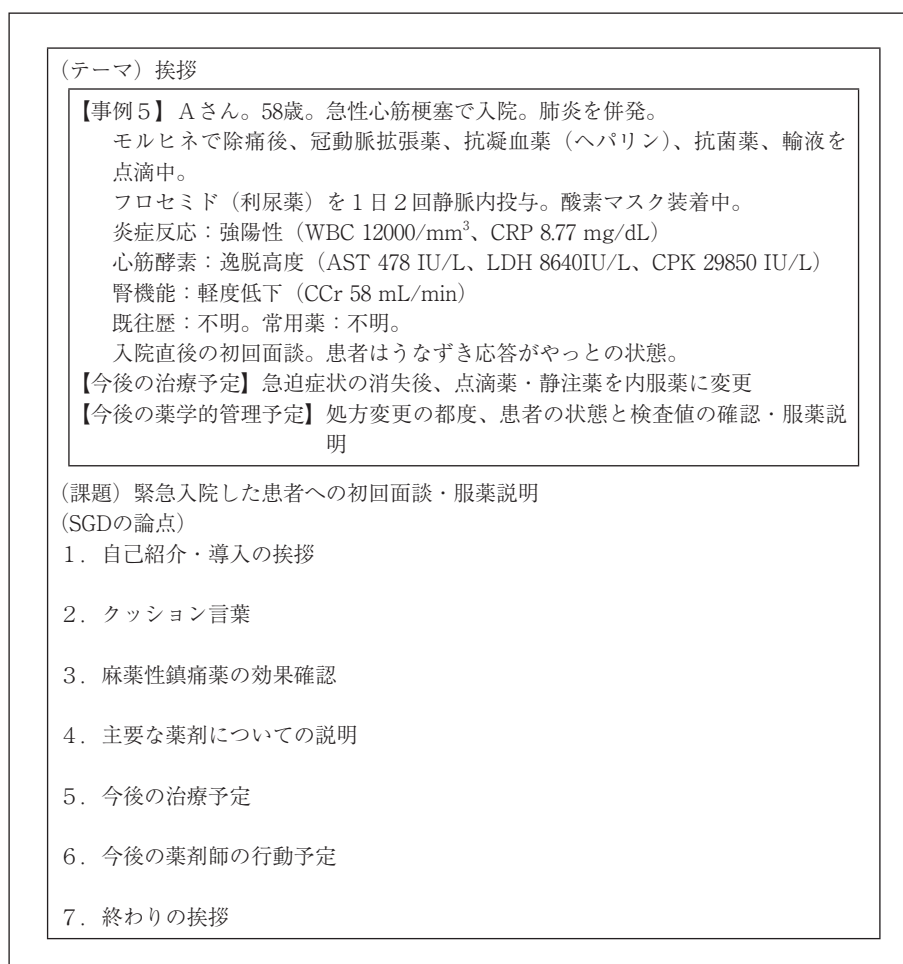 (テーマ) 挨拶
【事例5】Aさん。58歳。急性心筋梗塞で入院。肺炎を併発。
モルヒネで除痛後、冠動脈拡張薬、抗凝血薬(ヘパリン)、抗菌薬、輸液を
点滴中。
フロセミド(利尿薬)を1日2回静脈内投与。酸素マスク装着中。
炎症反応:強陽性(WBC 12000/mm³、CRP 8.77 mg/dL)
心筋酵素:逸脱高度(AST 478 IU/L、LDH 8640IU/L、CPK 29850 IU/L)
腎機能:軽度低下(CCr 58 mL/min)
既往歴:不明。常用薬:不明。
入院直後の初回面談。患者はうなずき応答がやっとの状態。
【今後の治療予定】急迫症状の消失後、点滴薬・静注薬を内服薬に変更
【今後の薬学的管理予定】処方変更の都度、患者の状態と検査値の確認・服薬説
明
(課題)緊急入院した患者への初回面談・服薬説明
(SGDの論点)
1.自己紹介・導入の挨拶
2.クッション言葉
3.麻薬性鎮痛薬の効果確認
4.主要な薬剤についての説明
5.今後の治療予定
6.今後の薬剤師の行動予定
7.終わりの挨拶